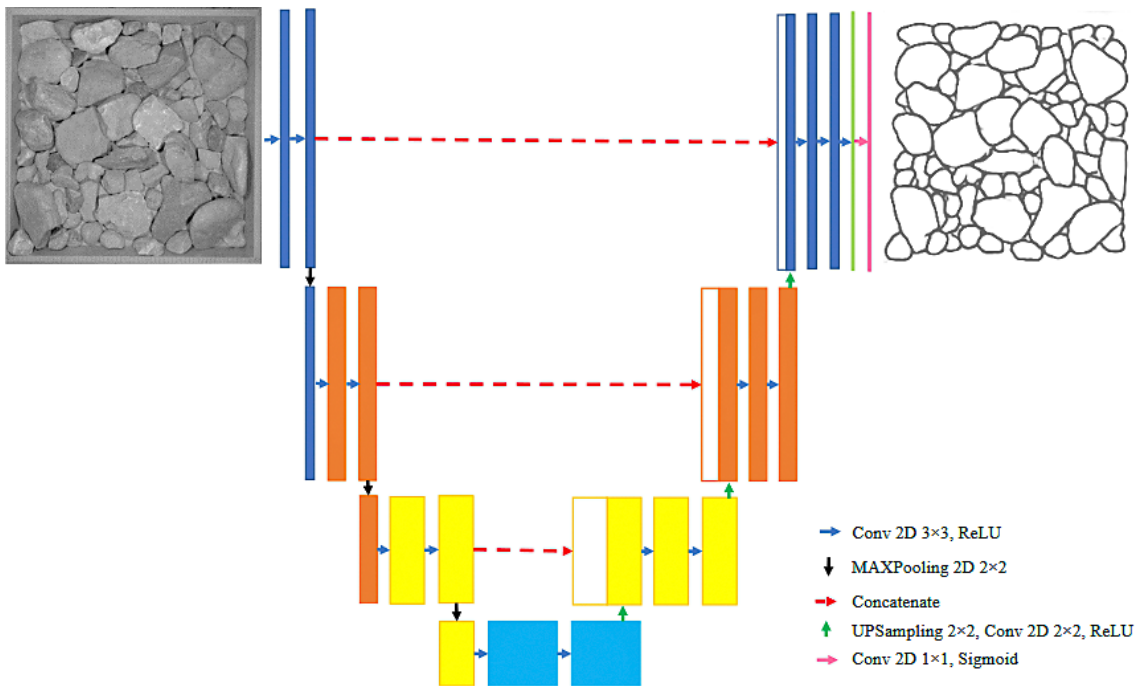 Conv 2D 3×3, ReLU
MAXPooling 2D 2×2
Concatenate
UPSampling 2×2, Conv 2D 2×2, ReLU
Conv 2D 1×1, Sigmoid